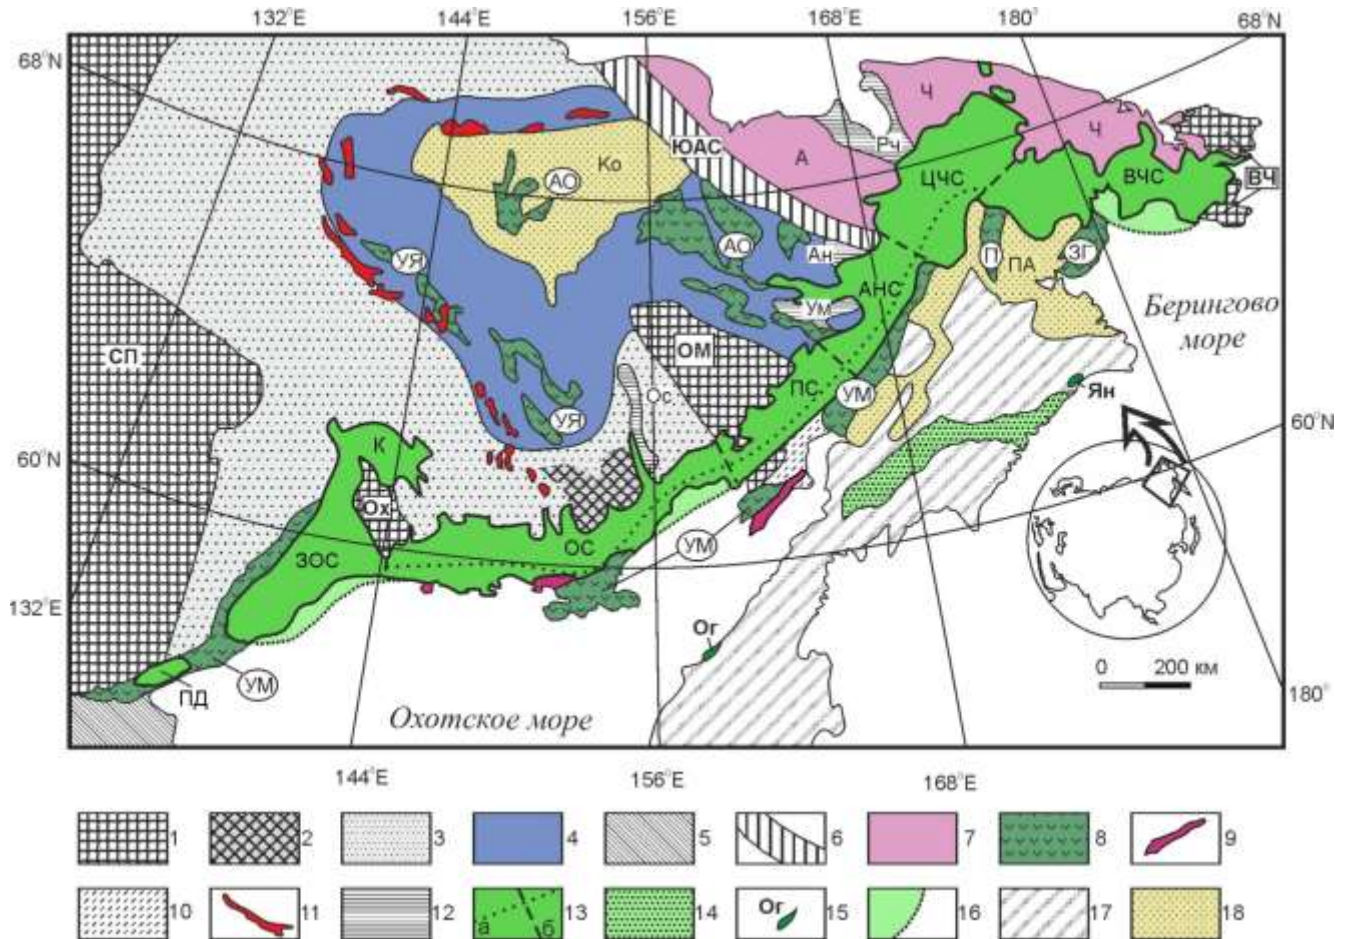 132°E 144°E 156°E 168°E 180° 68°N
68°N
Ч
ЮАС Рч Ч
А
Ко ЦЧС ВЧС ВЧ
АО
АО
УЯ Ан П ПА ЗГ
АНС
УМ
Берингово
море
СП ОМ
ПС
Ос УМ Ян
УЯ
К 60°N
60°N
Ох
ЗОС ОС УМ
132°E
Ог
0 200 км
ПД УМ 180°
Охотское море
144°E 156°E 168°E
1 2 3 4 5 6 7 8 9
10 11 12 а б 13 14 Ог 15 16 17 18